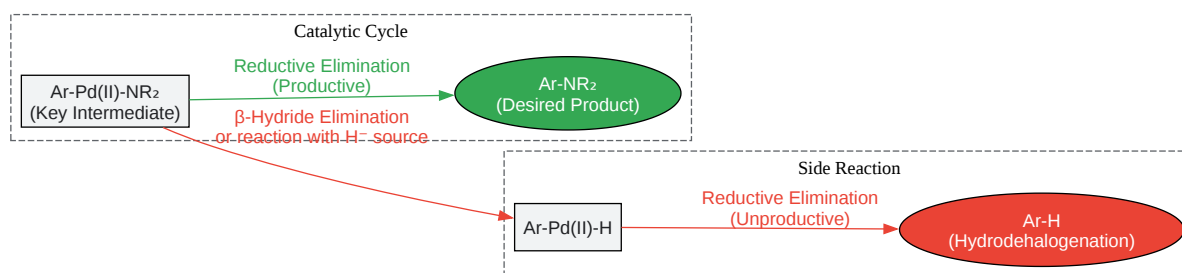 Catalytic Cycle
Ar-Pd(II)-NR₂
(Key Intermediate)
Reductive Elimination
(Productive)
Ar-NR₂
(Desired Product)
β-Hydride Elimination
or reaction with H⁻ source
Side Reaction
Ar-Pd(II)-H
Reductive Elimination
(Unproductive)
Ar-H
(Hydrodehalogenation)